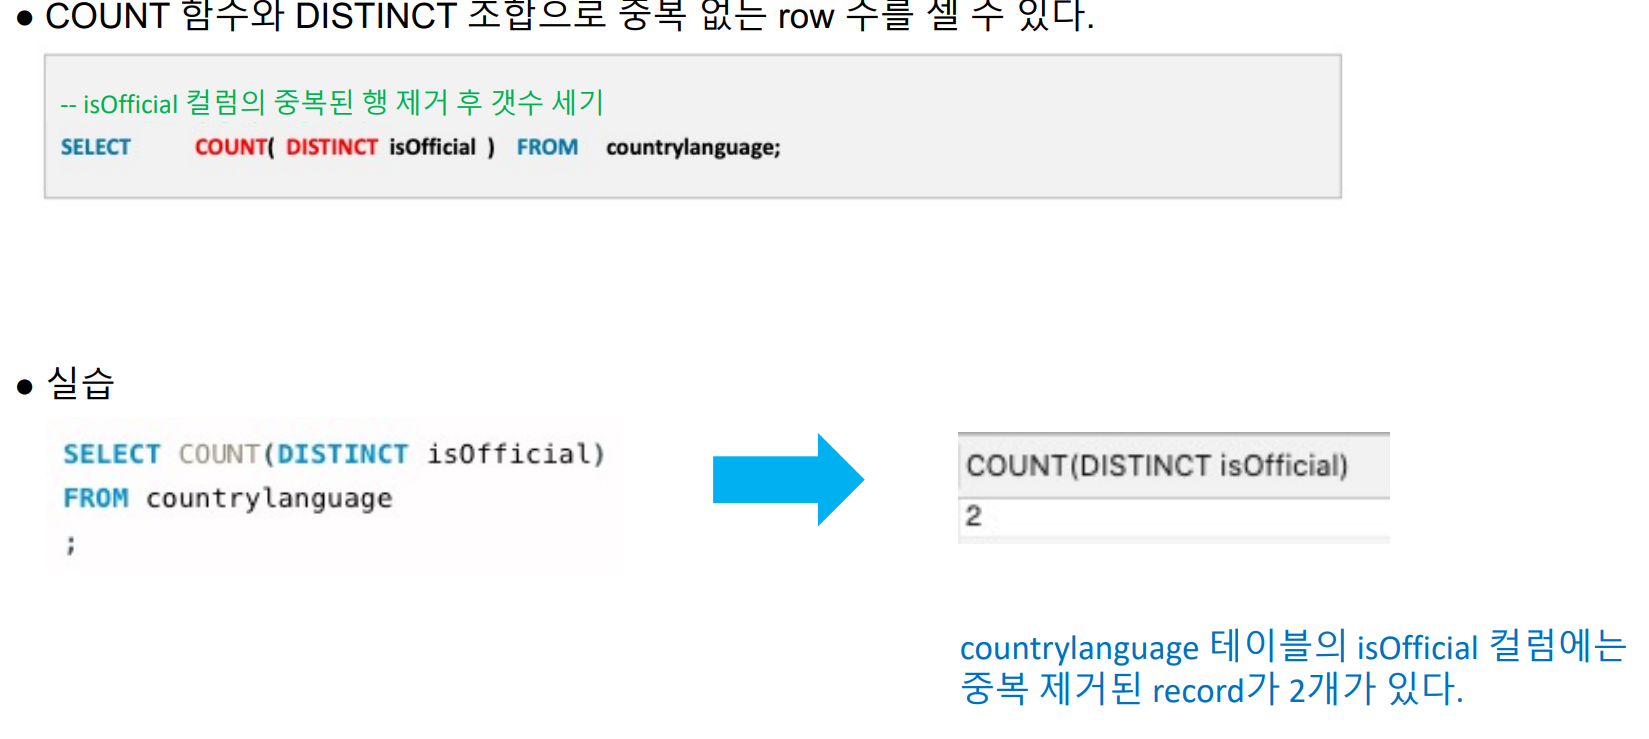 ● COUNT 함수와 DISTINCT 조합으로 중복 없는 row 수를 셀 수 있다.
-- isOfficial 컬럼의 중복된 행 제거 후 갯수 세기
SELECT COUNT( DISTINCT isOfficial ) FROM countrylanguage;
● 실습
SELECT COUNT(DISTINCT isOfficial)
FROM countrylanguage
;
COUNT(DISTINCT isOfficial)
2
countrylanguage 테이블의 isOfficial 컬럼에는
중복 제거된 record가 2개가 있다.